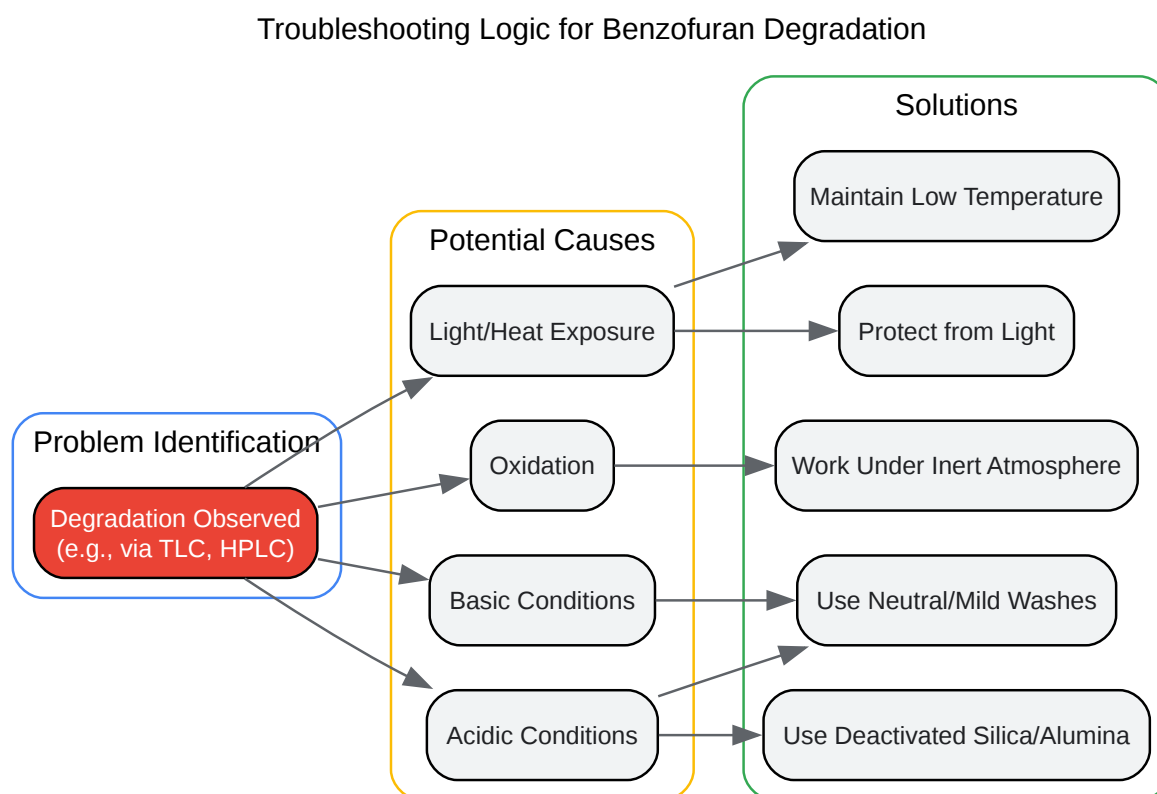 Troubleshooting Logic for Benzofuran Degradation
Problem Identification
Degradation Observed
(e.g., via TLC, HPLC)
Potential Causes
Light/Heat Exposure
Oxidation
Basic Conditions
Acidic Conditions
Solutions
Maintain Low Temperature
Protect from Light
Work Under Inert Atmosphere
Use Neutral/Mild Washes
Use Deactivated Silica/Alumina